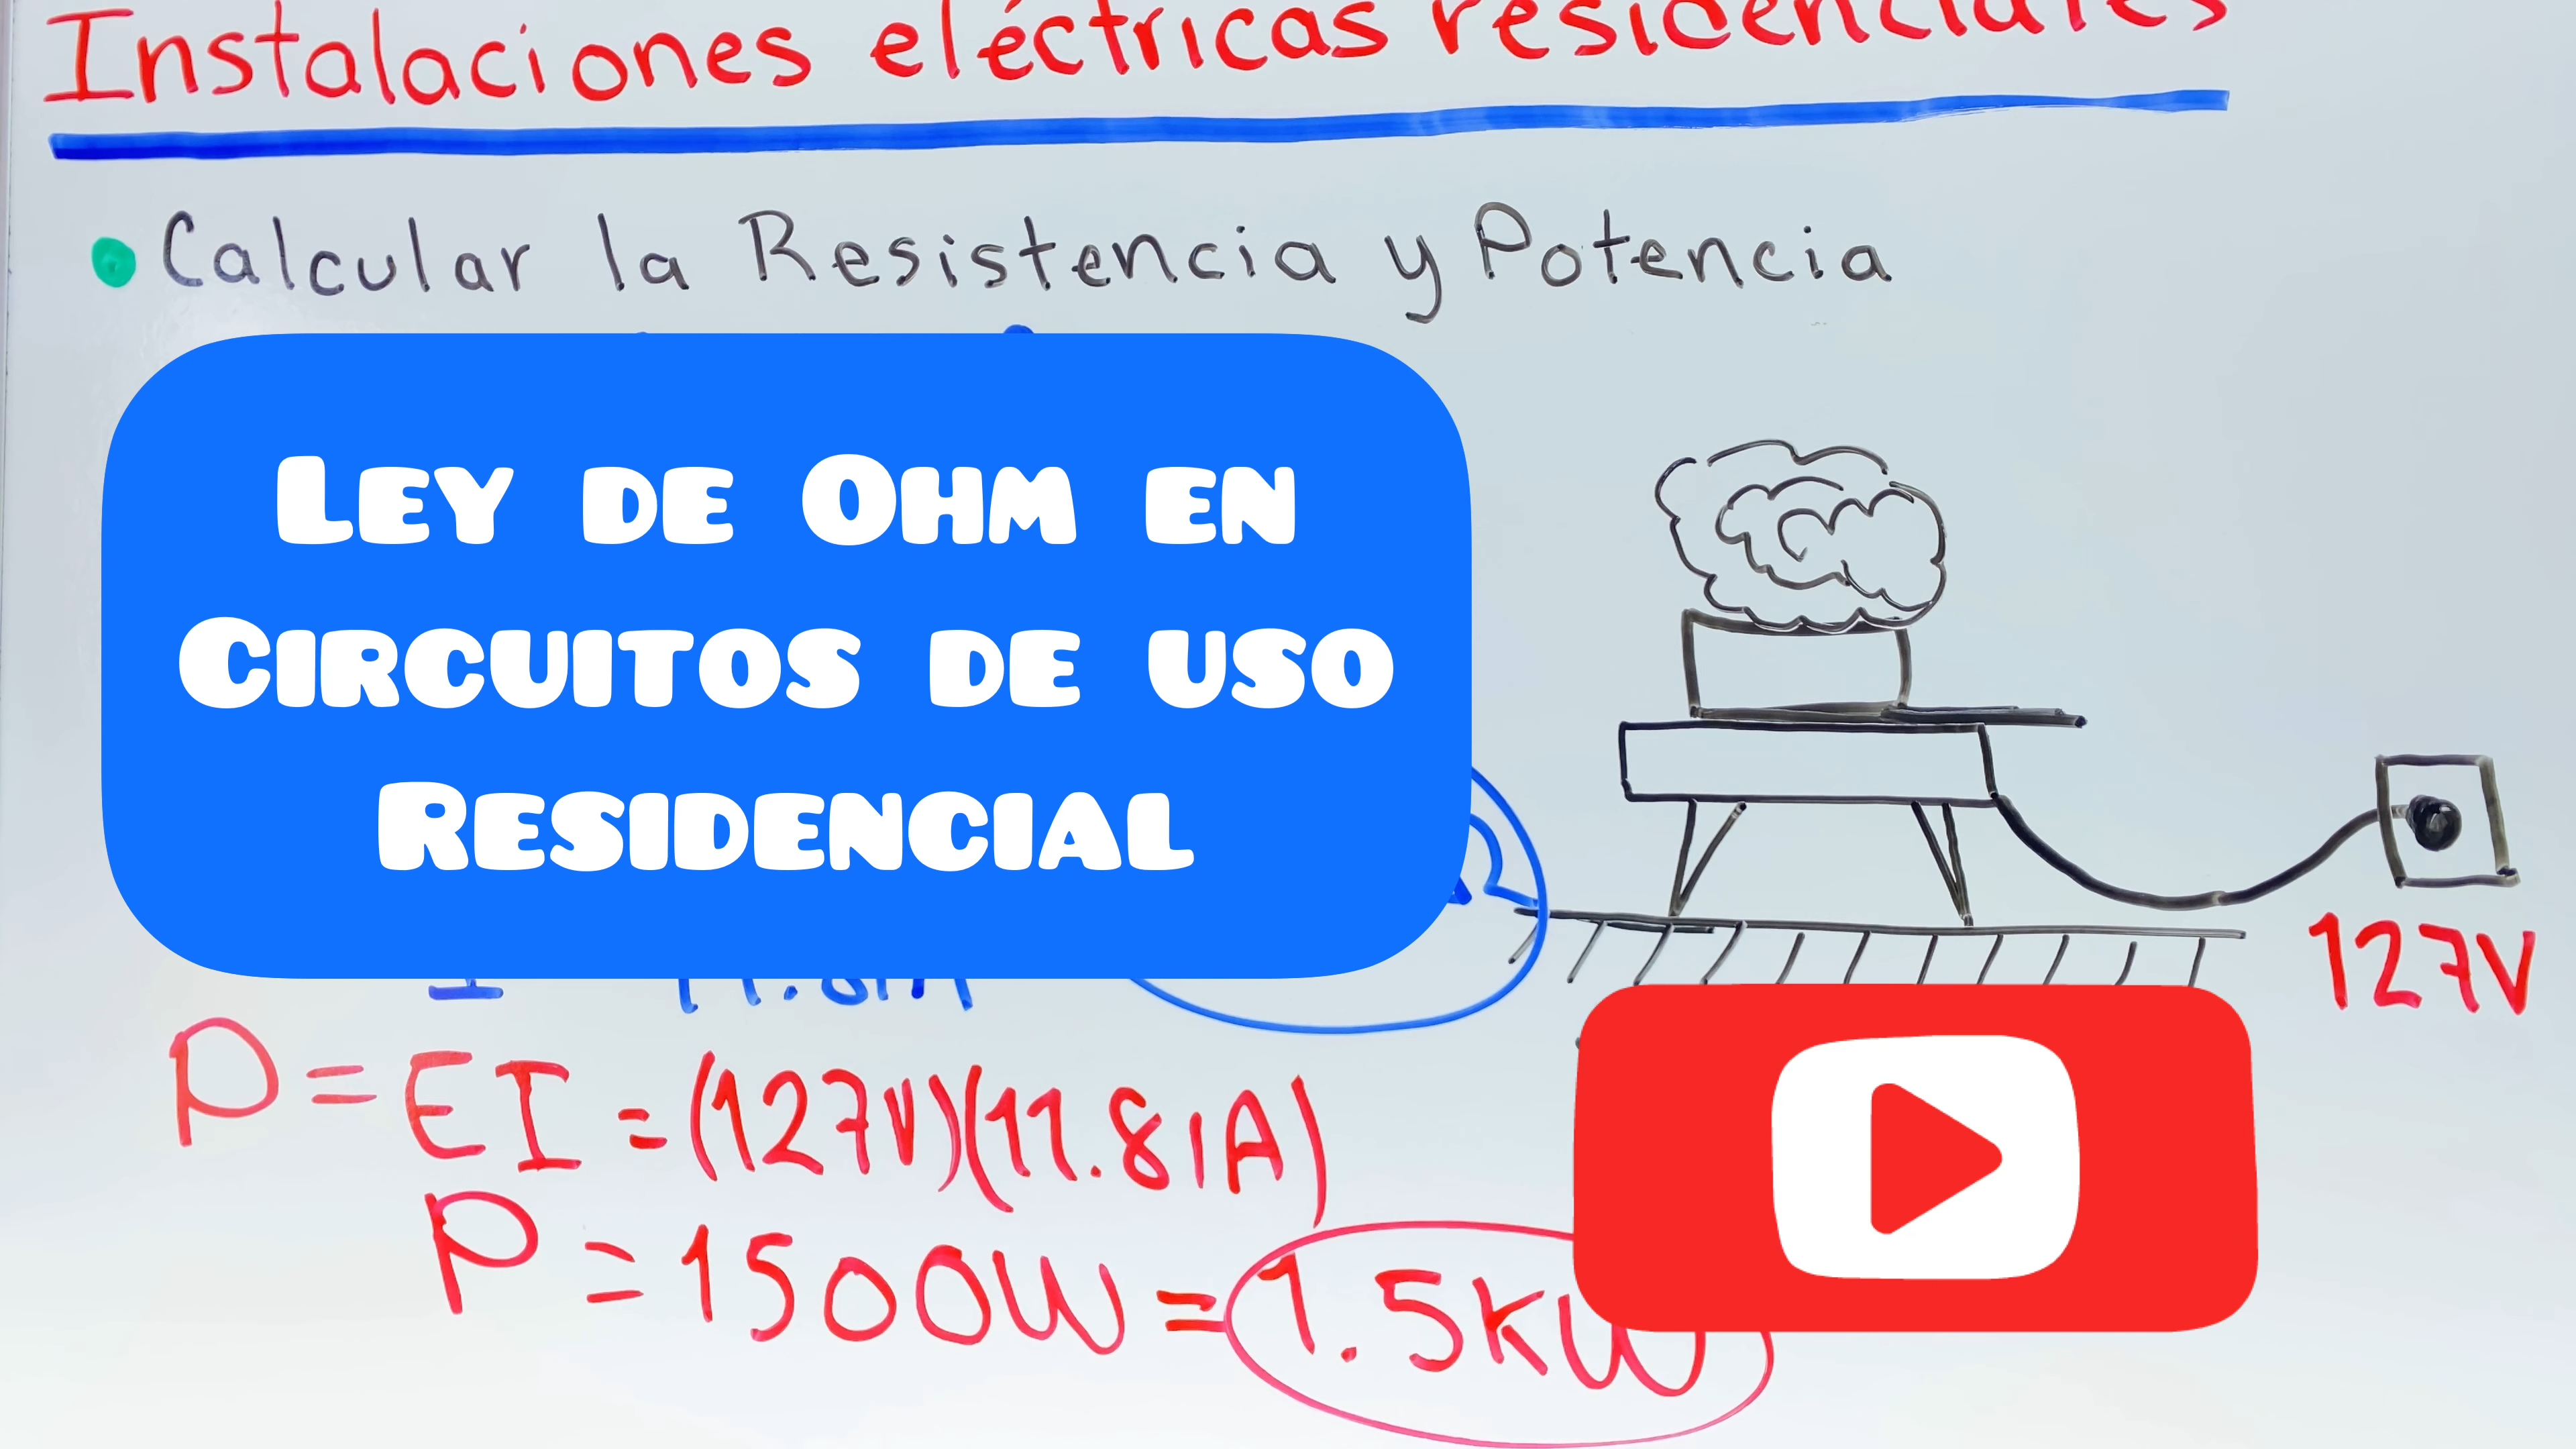 Instalaciones eléctricas residenciales
Calcular la Resistencia y Potencia
Ley de Ohm en
Circuitos de uso
Residencial
127V
P = EI = (127V)(11.81A)
P = 1500W = 1.5KW